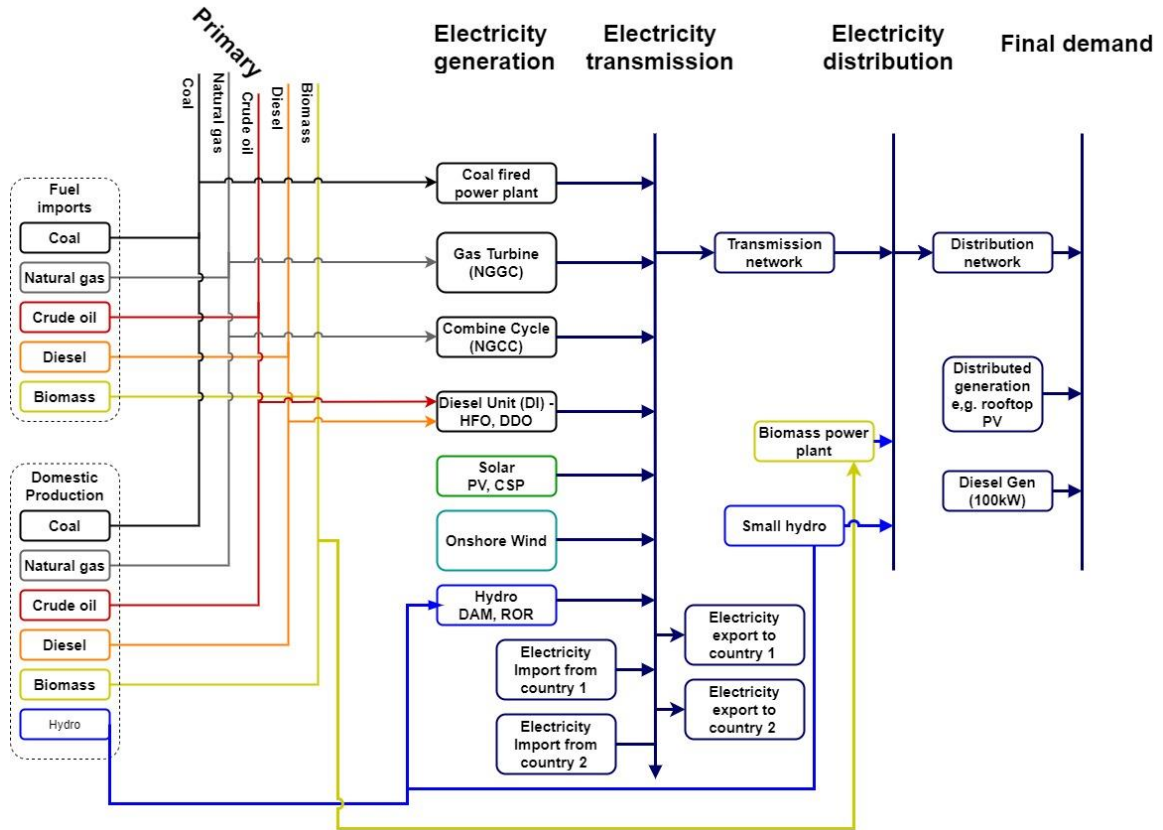 Primary
Coal
Natural gas
Crude oil
Diesel
Biomass
Electricity
generation
Electricity
transmission
Electricity
distribution
Final demand
Fuel
imports
Coal
Natural gas
Crude oil
Diesel
Biomass
Domestic
Production
Coal
Natural gas
Crude oil
Diesel
Biomass
Hydro
Coal fired
power plant
Gas Turbine
(NGGC)
Combine Cycle
(NGCC)
Diesel Unit (DI) -
HFO, DDO
Solar
PV, CSP
Onshore Wind
Hydro
DAM, ROR
Electricity
Import from
country 1
Electricity
Import from
country 2
Transmission
network
Electricity
export to
country 1
Electricity
export to
country 2
Biomass power
plant
Small hydro
Distribution
network
Distributed
generation
e,g. rooftop
PV
Diesel Gen
(100kW)